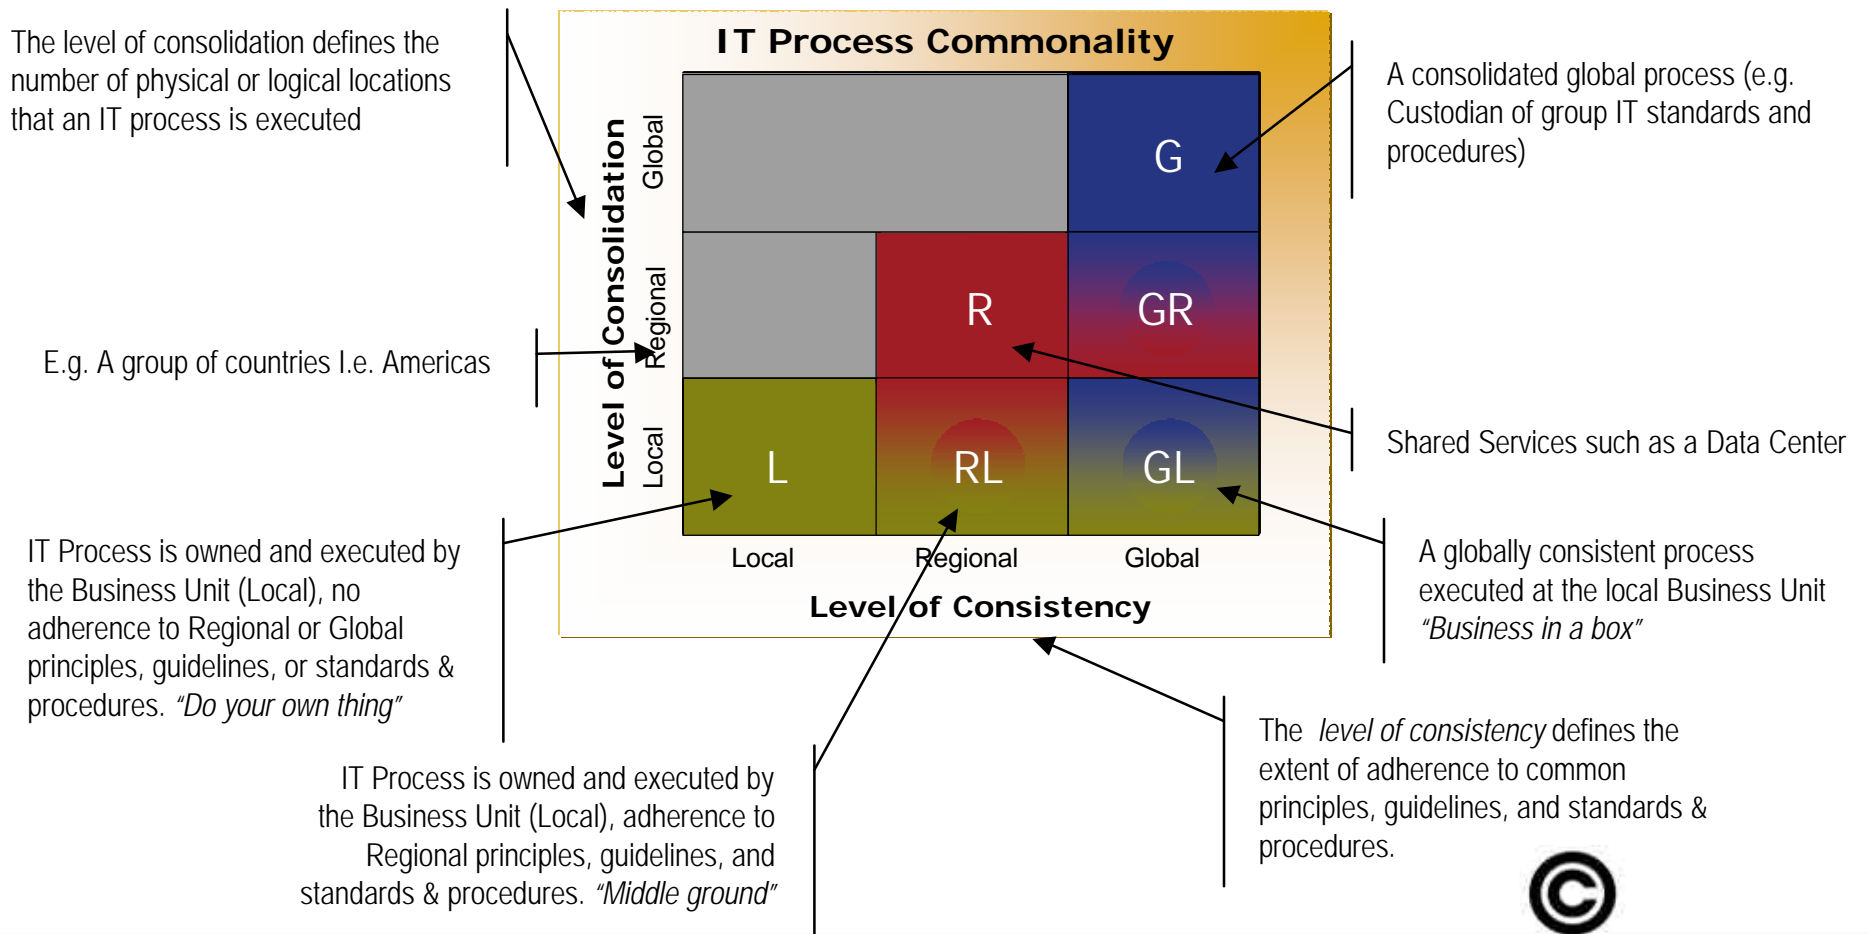 The level of consolidation defines the
number of physical or logical locations
that an IT process is executed
IT Process Commonality
A consolidated global process (e.g.
Custodian of group IT standards and
procedures)
Level of Consolidation
Global
Regional
Local
G
R
GR
L
RL
GL
E.g. A group of countries I.e. Americas
Shared Services such as a Data Center
Local
Regional
Global
Level of Consistency
IT Process is owned and executed by
the Business Unit (Local), no
adherence to Regional or Global
principles, guidelines, or standards &
procedures. “Do your own thing”
A globally consistent process
executed at the local Business Unit
“Business in a box”
IT Process is owned and executed by
the Business Unit (Local), adherence to
Regional principles, guidelines, and
standards & procedures. “Middle ground”
The level of consistency defines the
extent of adherence to common
principles, guidelines, and standards &
procedures.
©